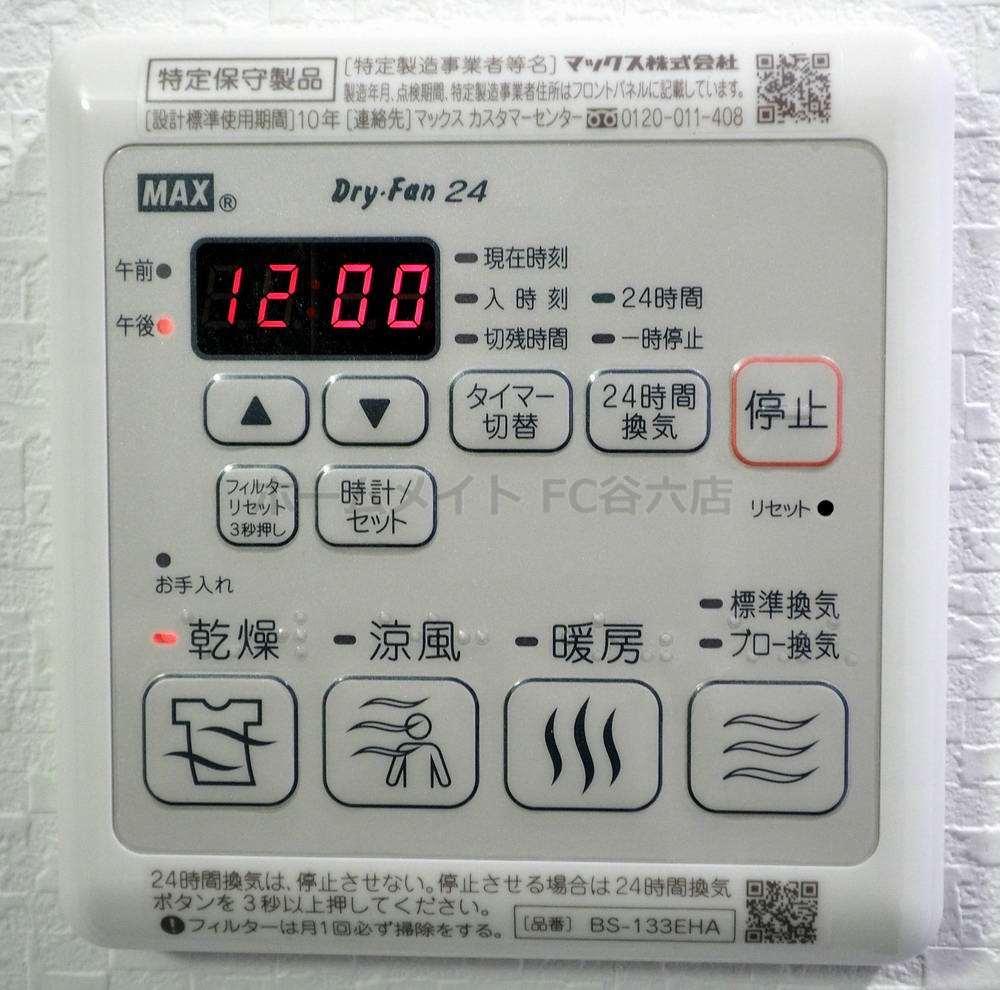 特定保守製品
[特定製造事業者等名] マックス株式会社
製造年月、点検期間、特定製造事業者住所はフロントパネルに記載しています。
[設計標準使用期間]10年 [連絡先] マックス カスタマーセンター 0120-011-408
MAX® Dry・Fan 24
午前
午後
12:00
現在時刻
入時刻 24時間
切残時間 一時停止
▲ ▼
タイマー
切替
24時間
換気
停止
フィルター
リセット
3秒押し
時計/
セット
リセット
ホームメイト FC谷六店
お手入れ
乾燥 涼風 暖房
標準換気
ブロー換気
24時間換気は、停止させない。停止させる場合は24時間換気
ボタンを3秒以上押してください。
フィルターは月1回必ず掃除をする。
[品番] BS-133EHA